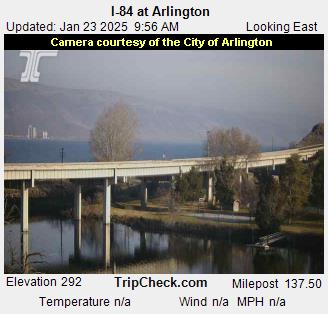 I-84 at Arlington
Updated: Jan 23 2025 9:56 AM Looking East
Camera courtesy of the City of Arlington
Elevation 292 TripCheck.com Milepost 137.50
Temperature n/a Wind n/a MPH n/a